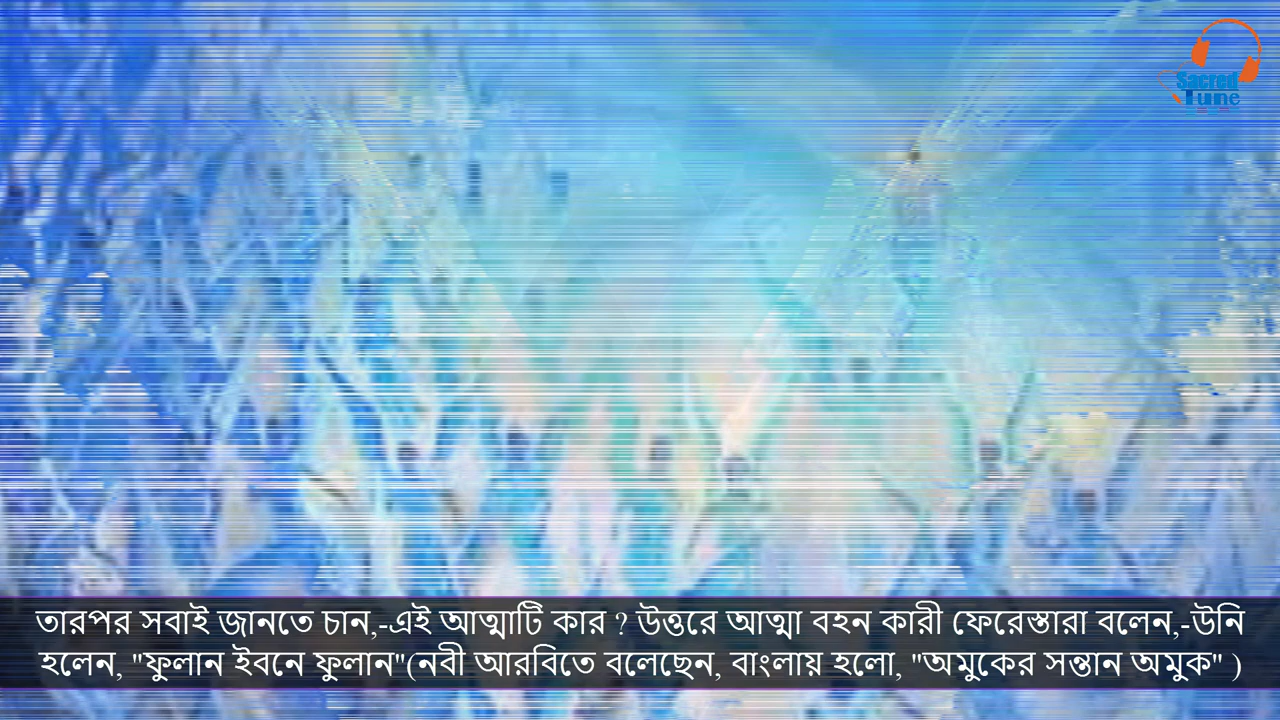 Sacred
Tune
তারপর সবাই জানতে চান,-এই আত্মাটি কার ? উত্তরে আত্মা বহন কারী ফেরেস্তারা বলেন,-উনি
হলেন, "ফুলান ইবনে ফুলান"(নবী আরবিতে বলেছেন, বাংলায় হলো, "অমুকের সন্তান অমুক" )